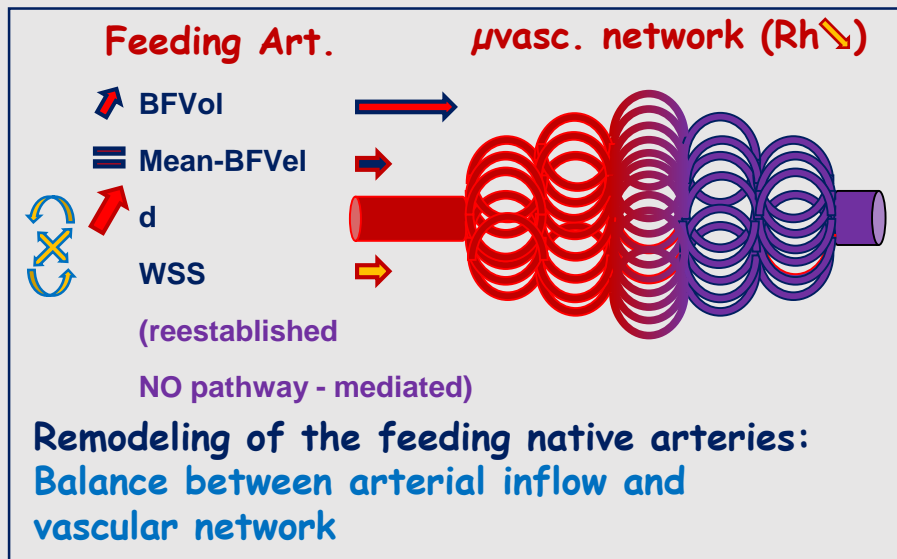 Feeding Art.
µvasc. network (Rh)
BFVol
= Mean-BFVel
d
WSS
(reestablished
NO pathway - mediated)
Remodeling of the feeding native arteries:
Balance between arterial inflow and
vascular network